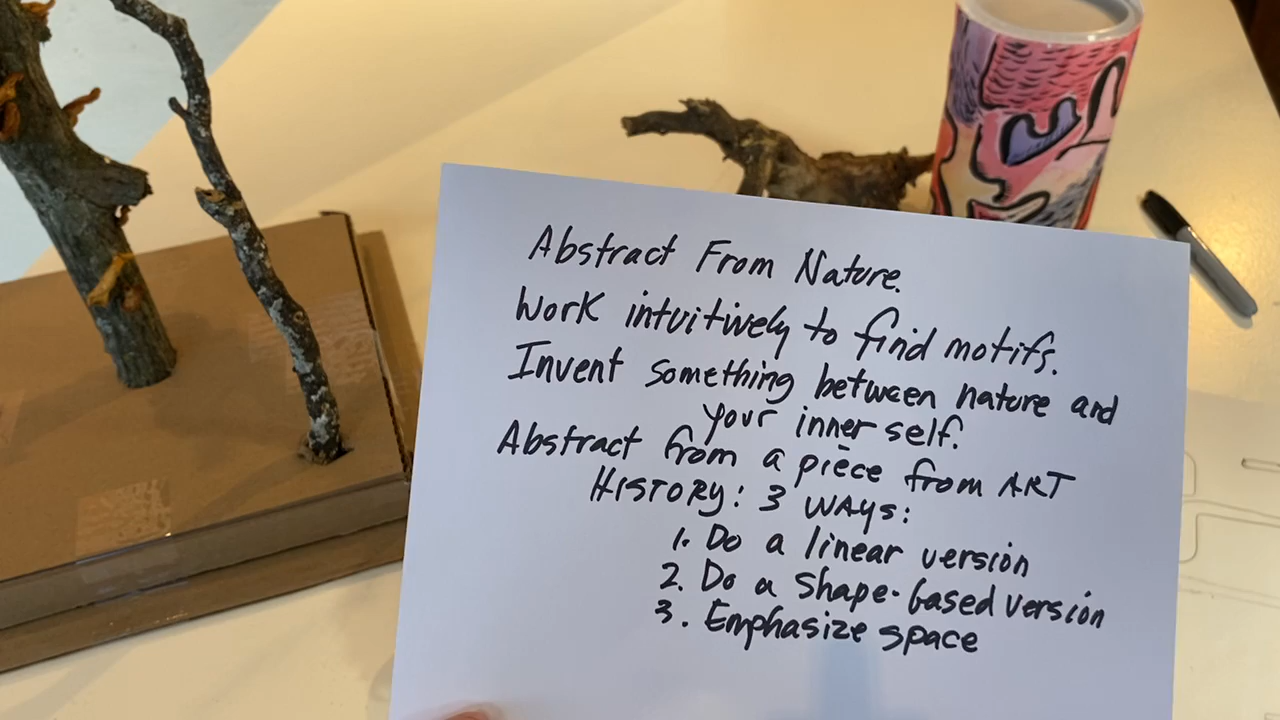 Abstract From Nature.
Work intuitively to find motifs.
Invent something between nature and
your inner self.
Abstract from a piece from ART
HISTORY: 3 WAYS:
1. Do a linear version
2. Do a shape-based version
3. Emphasize space